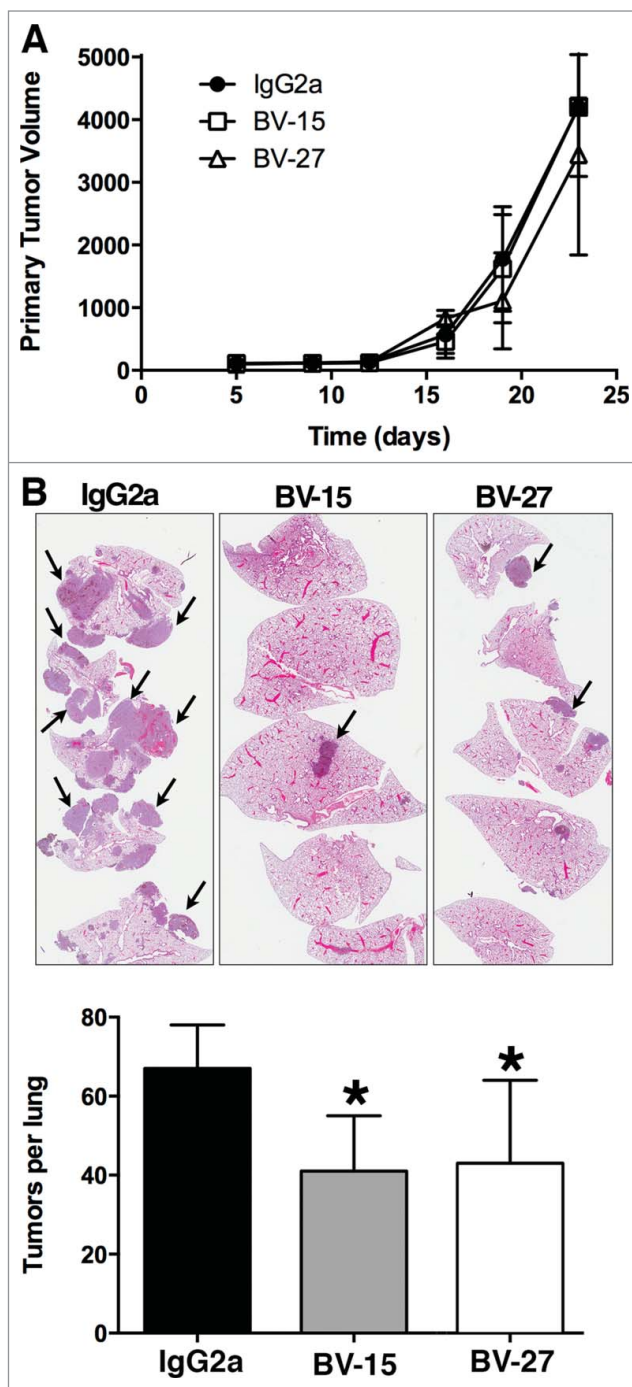 A
5000
4000
3000
2000
1000
0
Primary Tumor Volume
IgG2a
BV-15
BV-27
0 5 10 15 20 25
Time (days)
B
IgG2a BV-15 BV-27
80
60
40
20
0
Tumors per lung
* *
IgG2a BV-15 BV-27